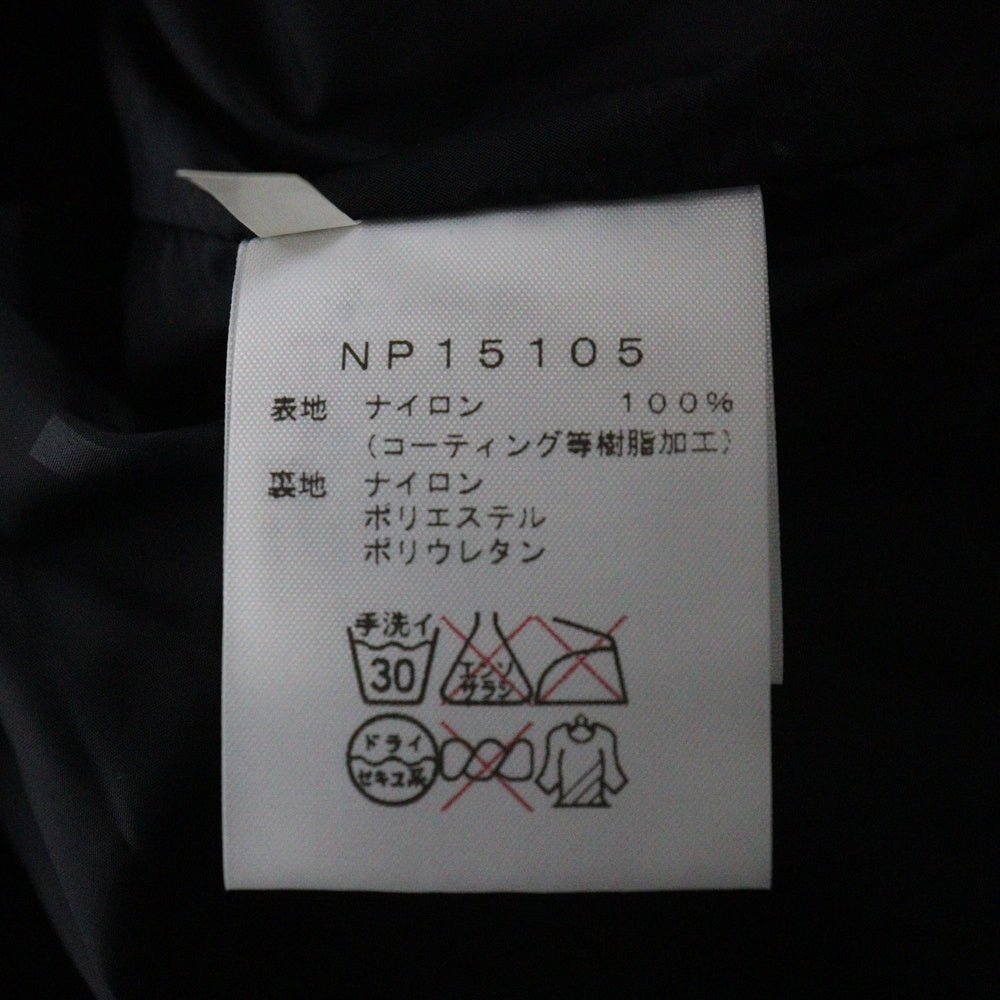 ＮＰ１５１０５
表地 ナイロン １００％
（コーティング等樹脂加工）
裏地 ナイロン
ポリエステル
ポリウレタン
手洗イ
30
エンソ
サラシ
ドライ
セキユ系